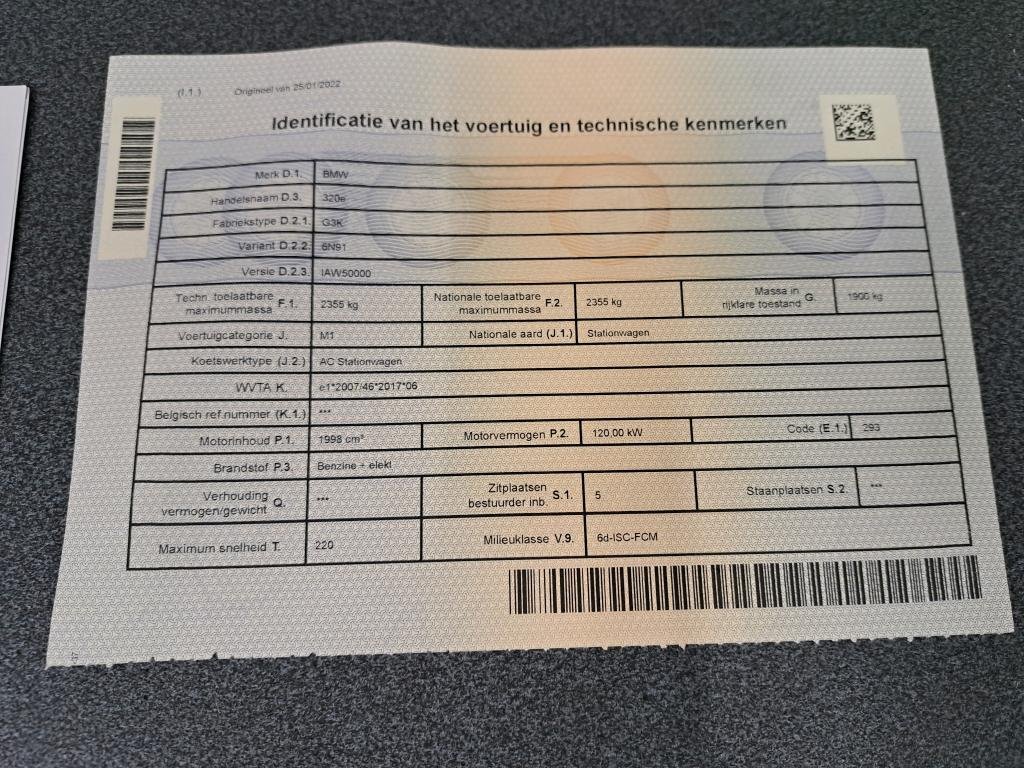 (I.1.) Origineel van 25/01/2022
Identificatie van het voertuig en technische kenmerken
Merk D.1. BMW
Handelsnaam D.3. 320e
Fabriekstype D.2.1. G3K
Variant D.2.2. 6N91
Versie D.2.3. IAW50000
Techn. toelaatbare maximummassa F.1. 2355 kg Nationale toelaatbare maximummassa F.2. 2355 kg Massa in rijklare toestand G. 1900 kg
Voertuigcategorie J. M1 Nationale aard (J.1.) Stationwagen
Koetswerktype (J.2.) AC Stationwagen
WVTA K. e1*2007/46*2017*06
Belgisch ref.nummer (K.1.) ***
Motorinhoud P.1. 1998 cm³ Motorvermogen P.2. 120,00 kW Code (E.1.) 293
Brandstof P.3. Benzine + elekt
Verhouding vermogen/gewicht Q. *** Zitplaatsen bestuurder inb. S.1. 5 Staanplaatsen S.2. ***
Maximum snelheid T. 220 Milieuklasse V.9. 6d-ISC-FCM